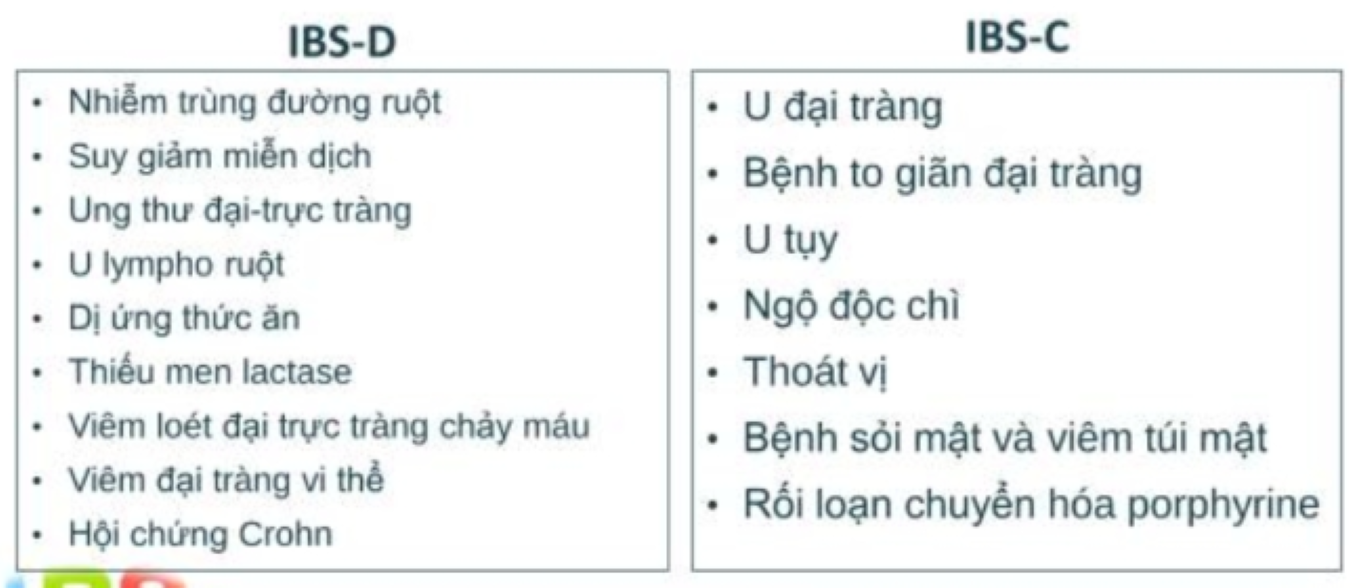 IBS-D
• Nhiễm trùng đường ruột
• Suy giảm miễn dịch
• Ung thư đại-trực tràng
• U lympho ruột
• Dị ứng thức ăn
• Thiếu men lactase
• Viêm loét đại trực tràng chảy máu
• Viêm đại tràng vi thể
• Hội chứng Crohn
IBS-C
• U đại tràng
• Bệnh to giãn đại tràng
• U tụy
• Ngộ độc chì
• Thoát vị
• Bệnh sỏi mật và viêm túi mật
• Rối loạn chuyển hóa porphyrine